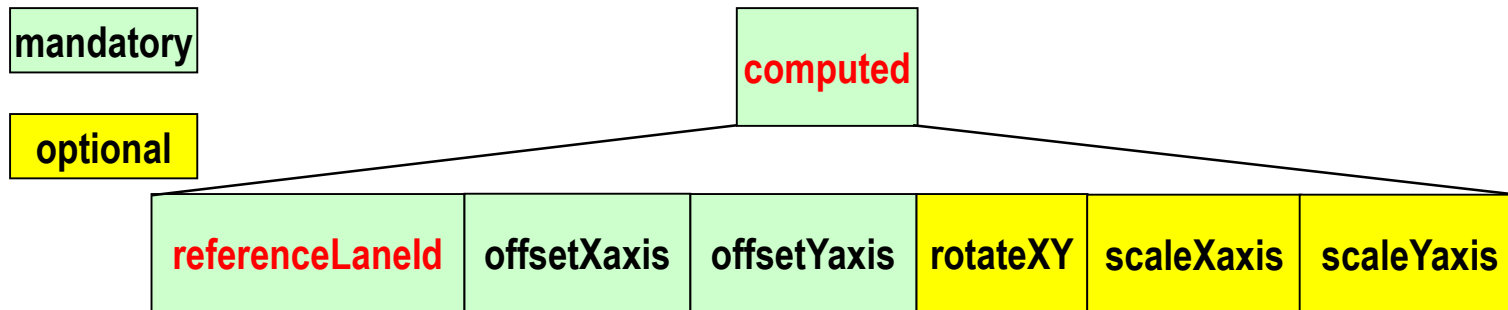 mandatory
computed
optional
referenceLaneId offsetXaxis offsetYaxis rotateXY scaleXaxis scaleYaxis